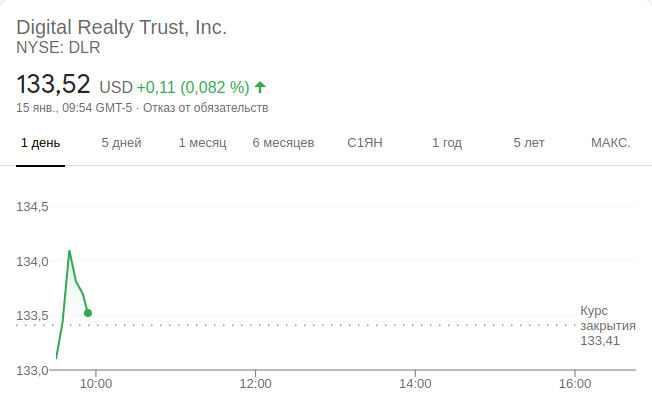 Digital Realty Trust, Inc.
NYSE: DLR
133,52 USD +0,11 (0,082 %)
15 янв., 09:54 GMT-5 · Отказ от обязательств
1 день 5 дней 1 месяц 6 месяцев С1ЯН 1 год 5 лет МАКС.
134,5
134,0
133,5
Курс
закрытия
133,41
133,0
10:00 12:00 14:00 16:00